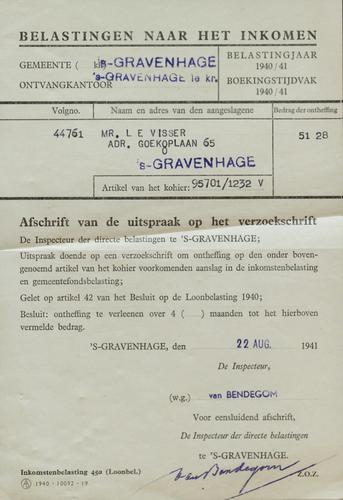 BELASTINGEN NAAR HET INKOMEN
GEMEENTE ( 's-GRAVENHAGE
ONTVANGKANTOOR 's-GRAVENHAGE 1e kr.
BELASTINGJAAR
1940/41
BOEKINGSTIJDVAK
1940/41
Volgno. Naam en adres van den aangeslagene Bedrag der ontheffing
44761 MR. L E VISSER 51 28
ADR. GOEKOPLAAN 65
's-GRAVENHAGE
Artikel van het kohier: 95701/1232 V
Afschrift van de uitspraak op het verzoekschrift
De Inspecteur der directe belastingen te 'S-GRAVENHAGE;
Uitspraak doende op een verzoekschrift om ontheffing op den onder boven-
genoemd artikel van het kohier voorkomenden aanslag in de inkomstenbelasting
en gemeentefondsbelasting;
Gelet op artikel 42 van het Besluit op de Loonbelasting 1940;
Besluit: ontheffing te verleenen over 4 ( ) maanden tot het hierboven
vermelde bedrag.
'S-GRAVENHAGE, den 22 AUG. 1941
De Inspecteur,
(w.g.) van BENDEGOM
Voor eensluidend afschrift,
De Inspecteur der directe belastingen
te 'S-GRAVENHAGE.
van Bendegom
Z.O.Z.
Inkomstenbelasting 45a (Loonbel.)
1940 - 10092 - 19